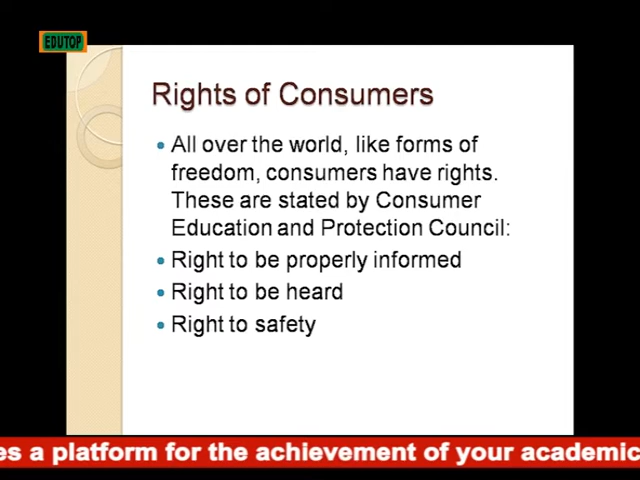 EDUTOP
Rights of Consumers
All over the world, like forms of
freedom, consumers have rights.
These are stated by Consumer
Education and Protection Council:
Right to be properly informed
Right to be heard
Right to safety
es a platform for the achievement of your academic